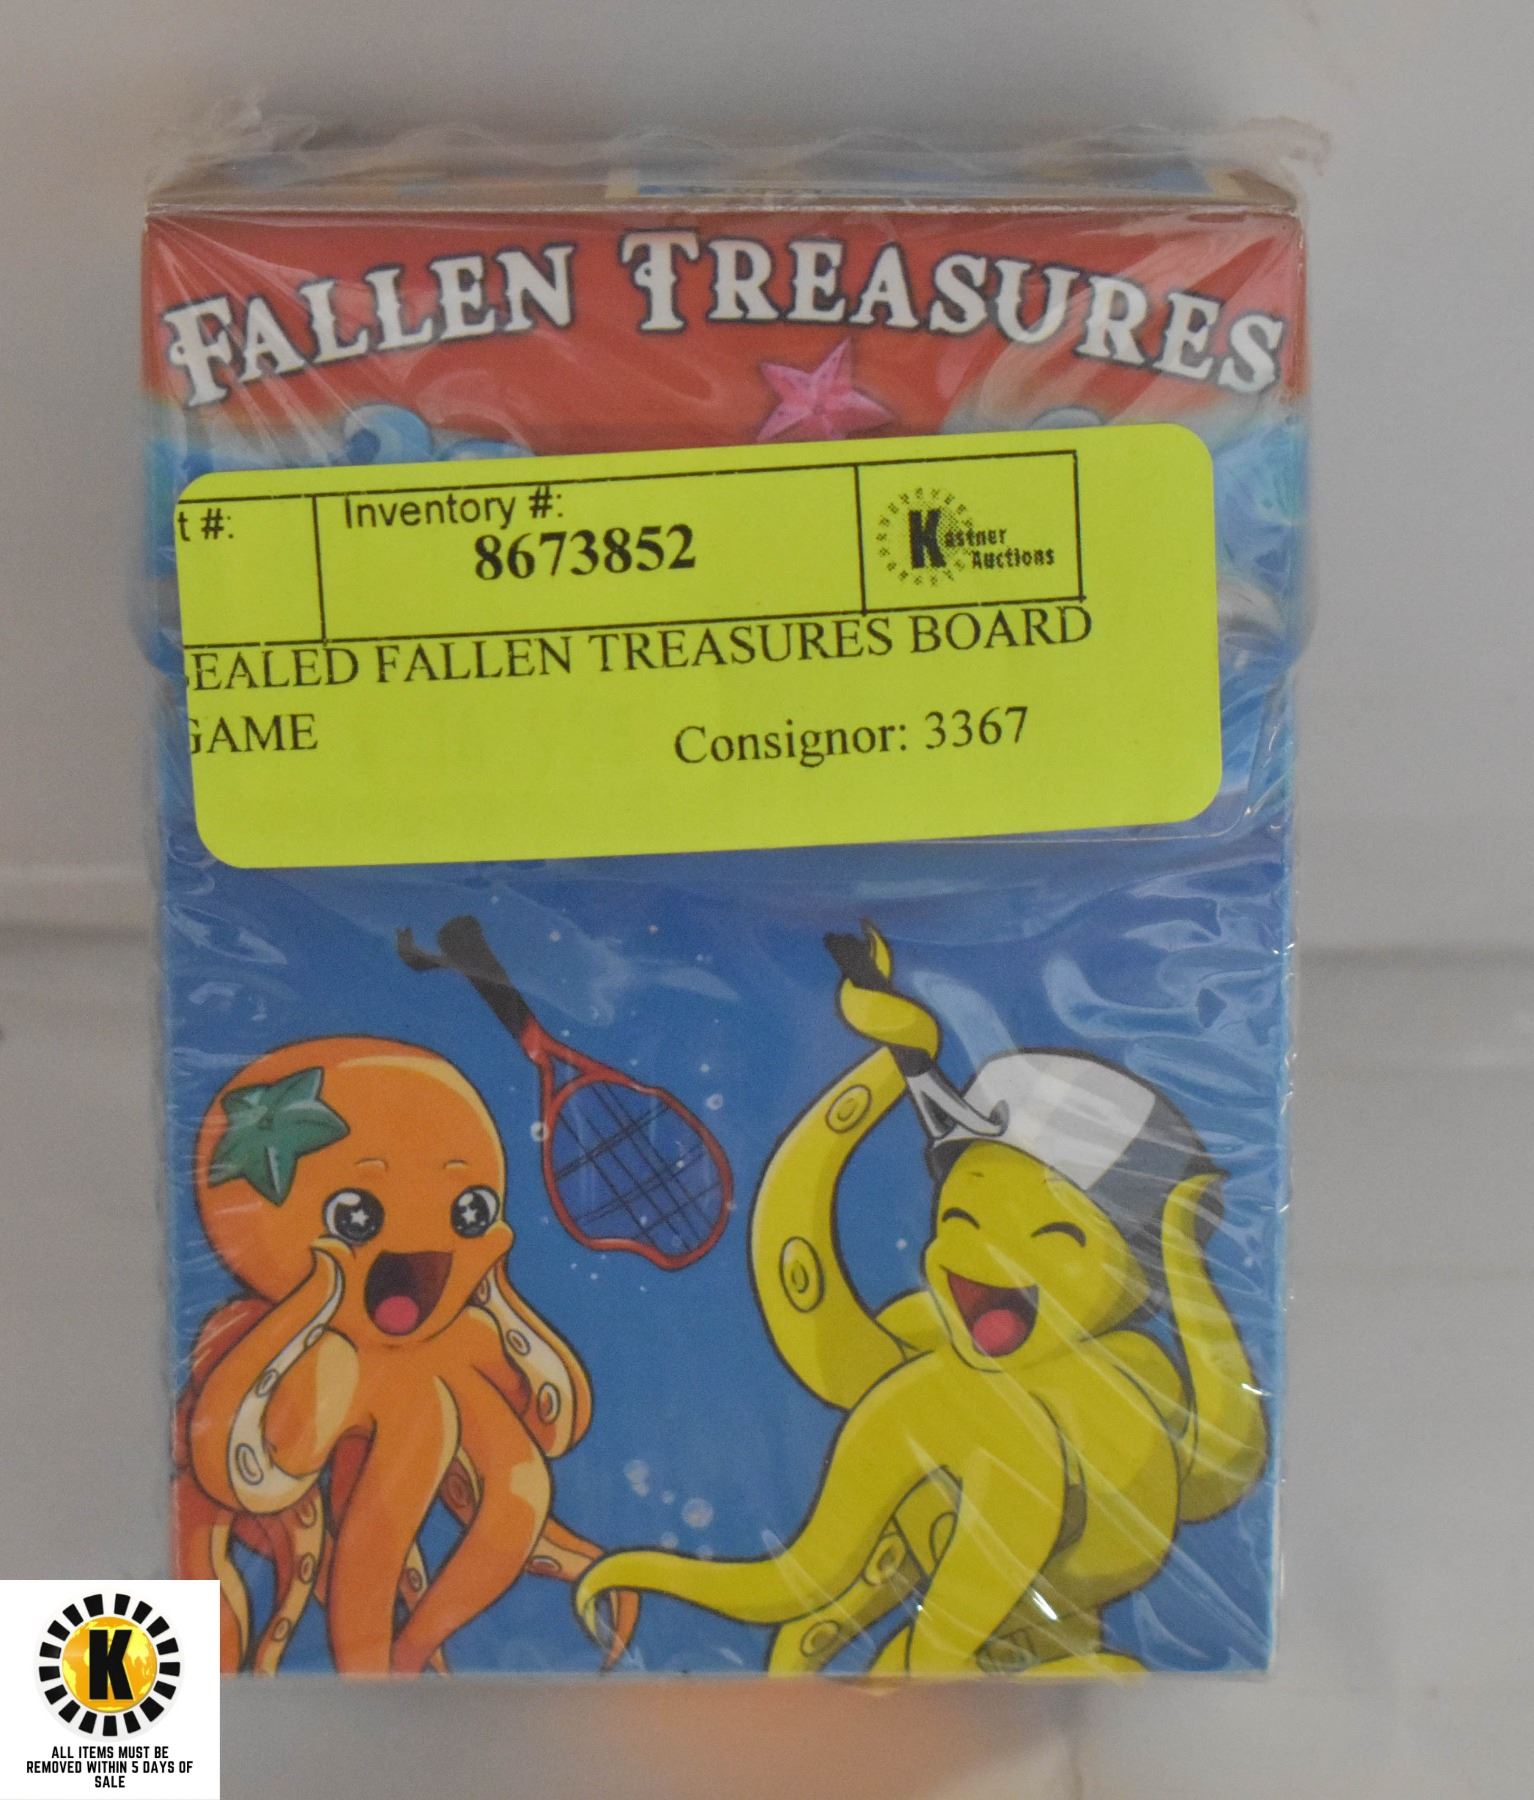 FALLEN TREASURES
t #:
Inventory #:
8673852
Kastner
Auctions
EALED FALLEN TREASURES BOARD
GAME
Consignor: 3367
K
ALL ITEMS MUST BE
REMOVED WITHIN 5 DAYS OF
SALE